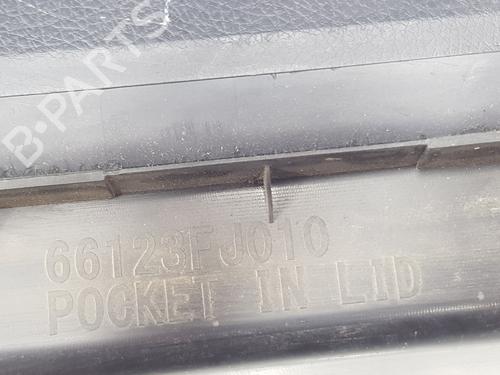 B-PARTS
66123FJ010
POCKET IN LID